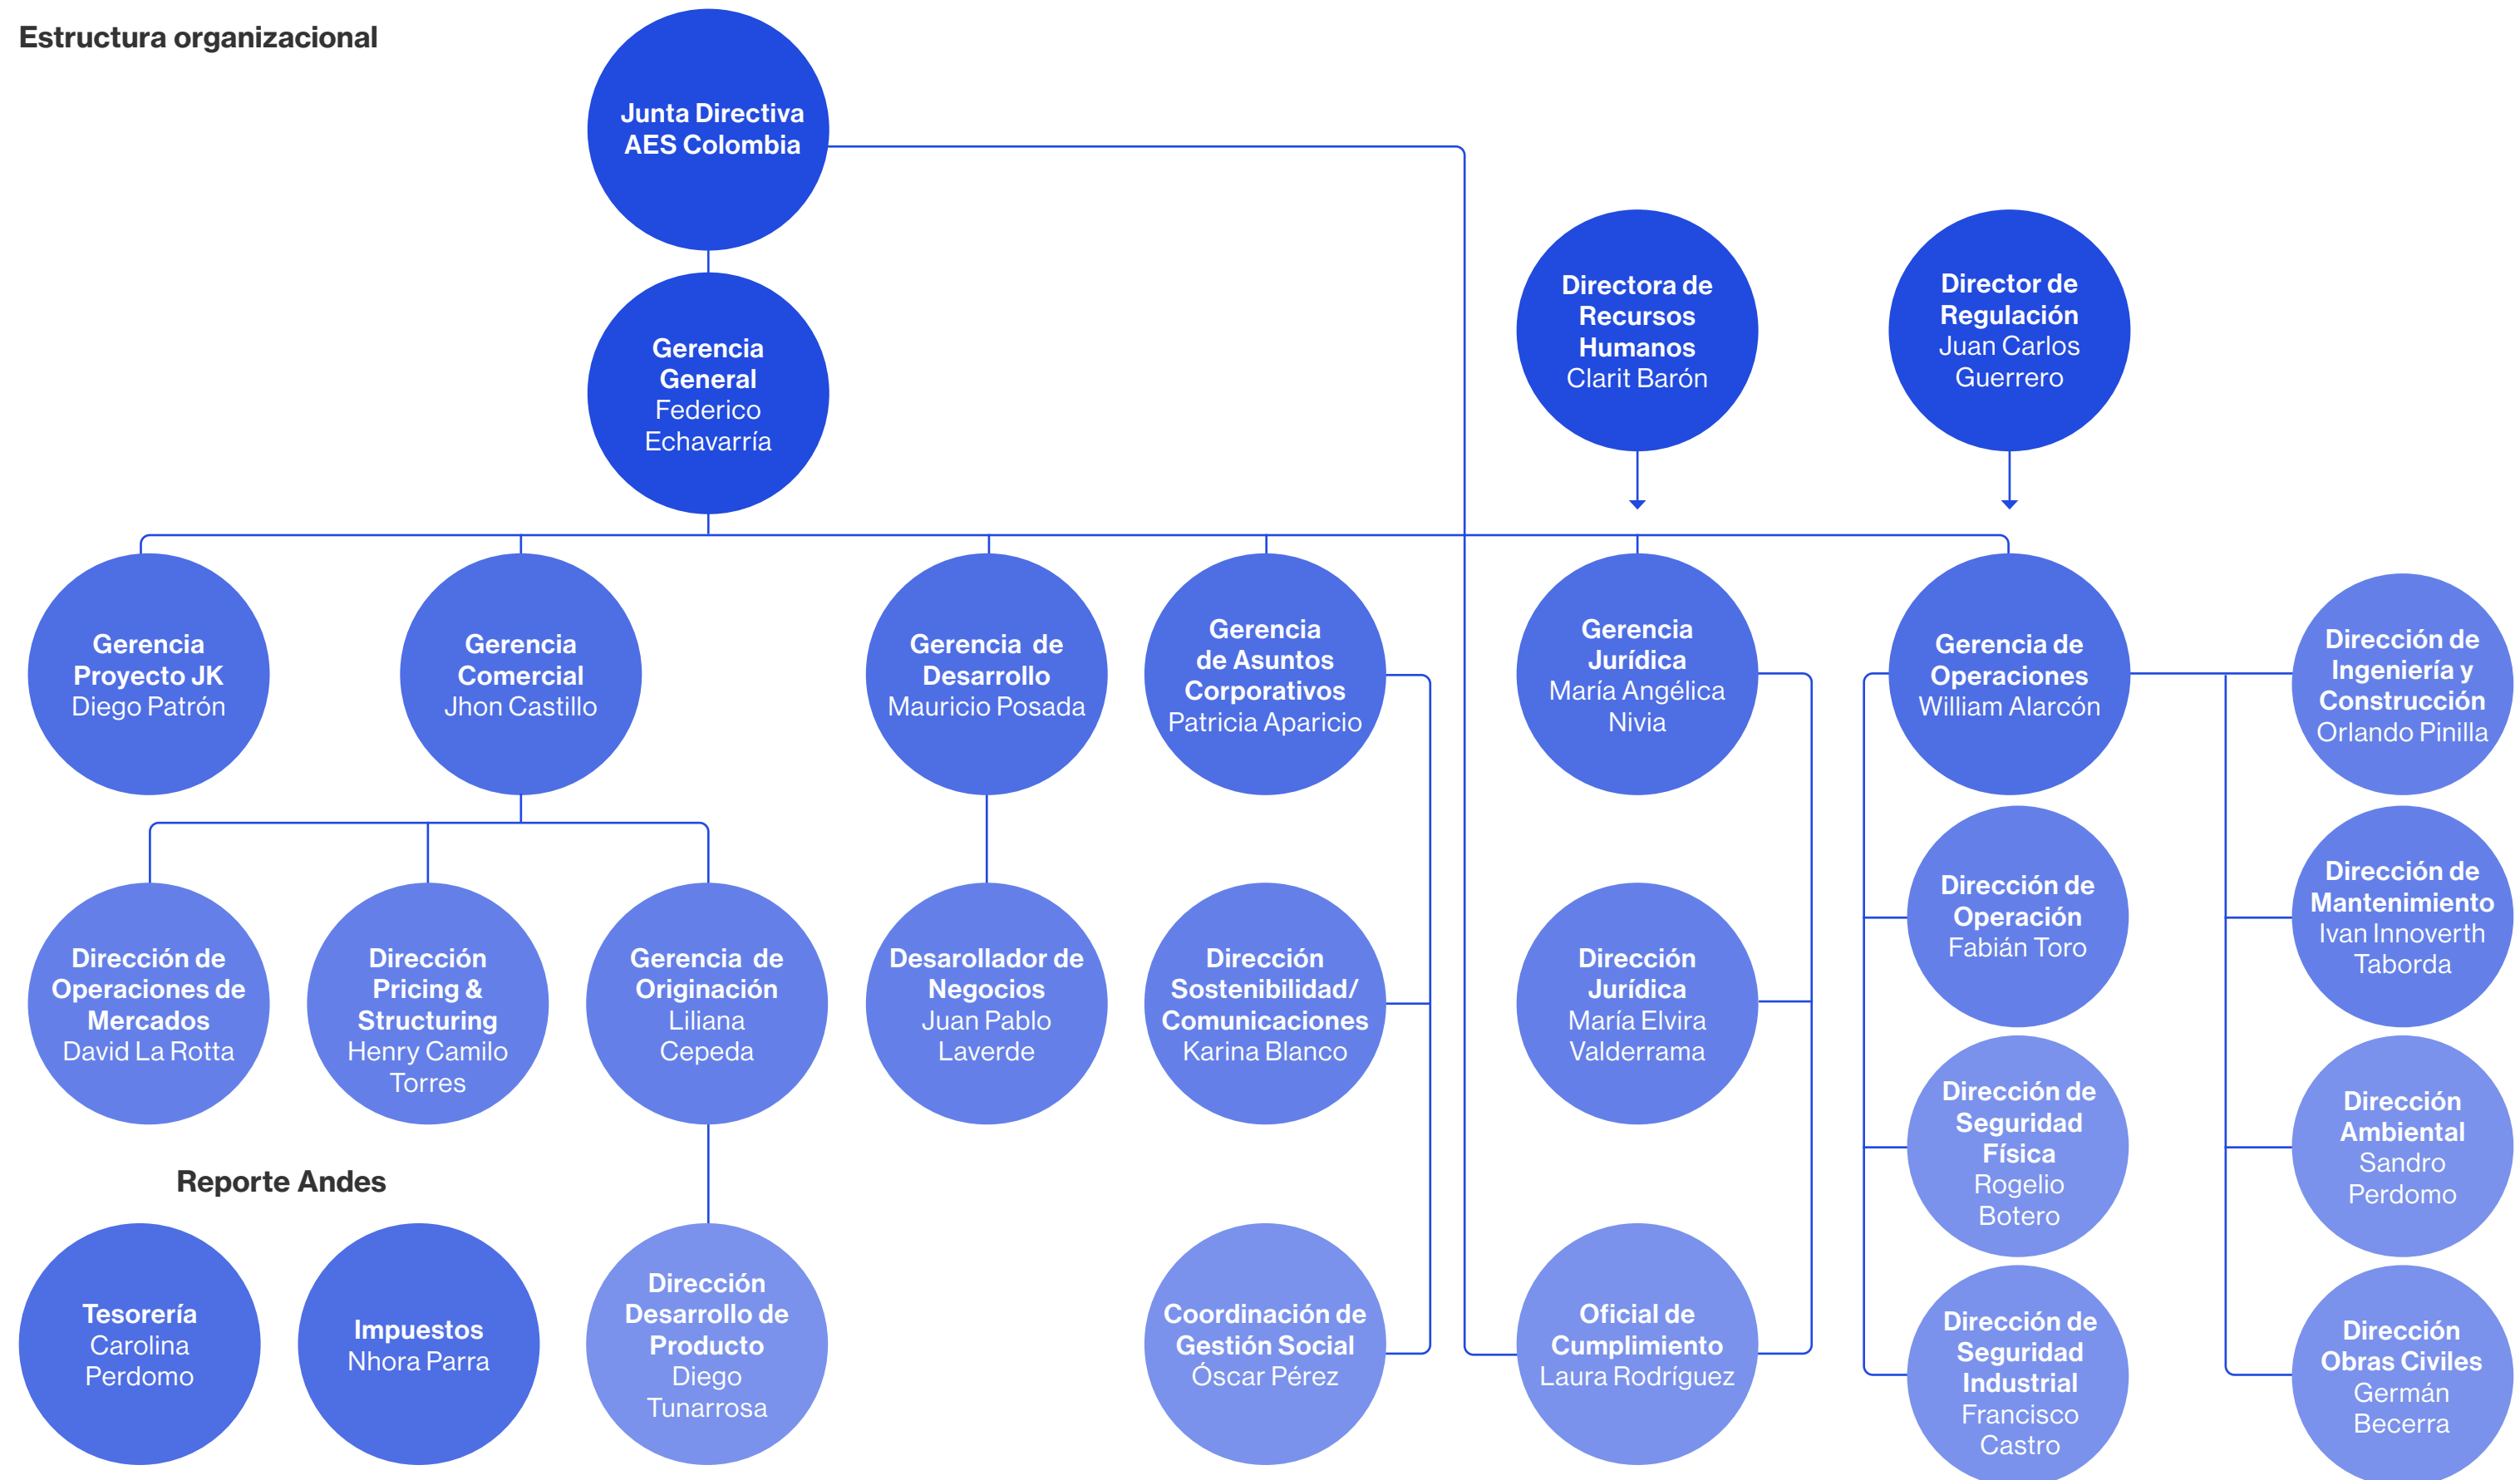 Estructura organizacional
Junta Directiva
AES Colombia
Gerencia
General
Federico
Echavarría
Directora de
Recursos
Humanos
Clarit Barón
Director de
Regulación
Juan Carlos
Guerrero
Gerencia
Proyecto JK
Diego Patrón
Gerencia
Comercial
Jhon Castillo
Gerencia de
Desarrollo
Mauricio Posada
Gerencia
de Asuntos
Corporativos
Patricia Aparicio
Gerencia
Jurídica
María Angélica
Nivia
Gerencia de
Operaciones
William Alarcón
Dirección de
Ingeniería y
Construcción
Orlando Pinilla
Dirección de
Operación
Fabián Toro
Dirección de
Mantenimiento
Ivan Innoverth
Taborda
Dirección de
Operaciones de
Mercados
David La Rotta
Dirección
Pricing &
Structuring
Henry Camilo
Torres
Gerencia de
Originación
Liliana
Cepeda
Desarollador de
Negocios
Juan Pablo
Laverde
Dirección
Sostenibilidad/
Comunicaciones
Karina Blanco
Dirección
Jurídica
María Elvira
Valderrama
Dirección de
Seguridad
Física
Rogelio
Botero
Dirección
Ambiental
Sandro
Perdomo
Reporte Andes
Tesorería
Carolina
Perdomo
Impuestos
Nhora Parra
Dirección
Desarrollo de
Producto
Diego
Tunarrosa
Coordinación de
Gestión Social
Óscar Pérez
Oficial de
Cumplimiento
Laura Rodríguez
Dirección de
Seguridad
Industrial
Francisco
Castro
Dirección
Obras Civiles
Germán
Becerra